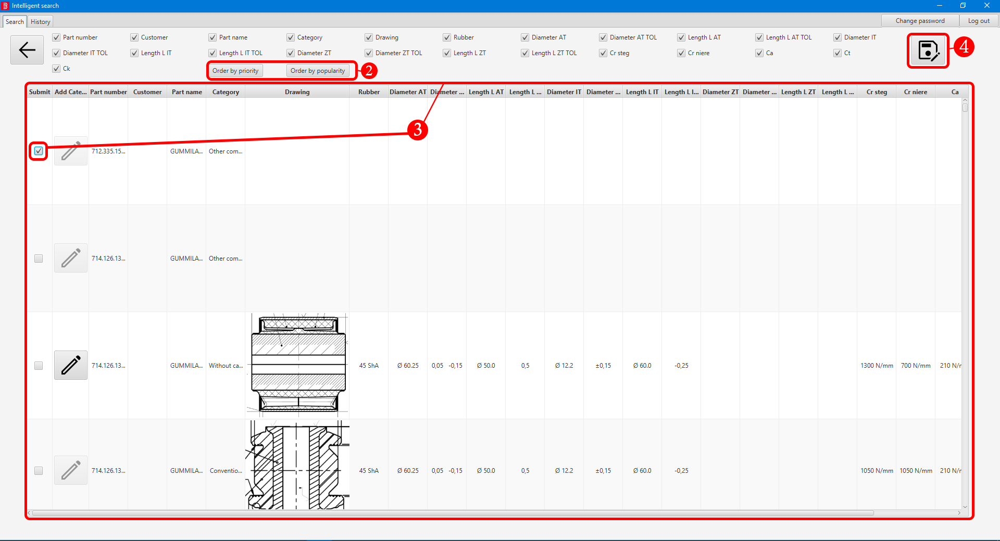 Intelligent search
Search History Change password Log out
Part number Customer Part name Category Drawing Rubber Diameter AT Diameter AT TOL Length L AT Length L AT TOL Diameter IT
Diameter IT TOL Length L IT Length L IT TOL Diameter ZT Diameter ZT TOL Length L ZT Length L ZT TOL Cr steg Cr niere Ca Ct
4
Ck Order by priority Order by popularity 2
Submit Add Cate... Part number Customer Part name Category Drawing Rubber Diameter AT Diameter ... Length L AT Length L ... Diameter IT Diameter ... Length L IT Length L I... Diameter ZT Diameter ... Length L ZT Length L ... Cr steg Cr niere Ca
3
712.335.15... GUMMILA... Other com...
714.126.13... GUMMILA... Other com...
714.126.13... GUMMILA... Without ca... 45 ShA Ø 60.25 0,05 -0,15 Ø 50.0 0,5 Ø 12.2 ±0,15 Ø 60.0 -0,25 1300 N/mm 700 N/mm 210 N/r
714.126.13... GUMMILA... Conventio... 45 ShA Ø 60.25 0,05 -0,15 Ø 50.0 0,5 Ø 12.2 ±0,15 Ø 60.0 -0,25 1050 N/mm 1050 N/mm 210 N/r